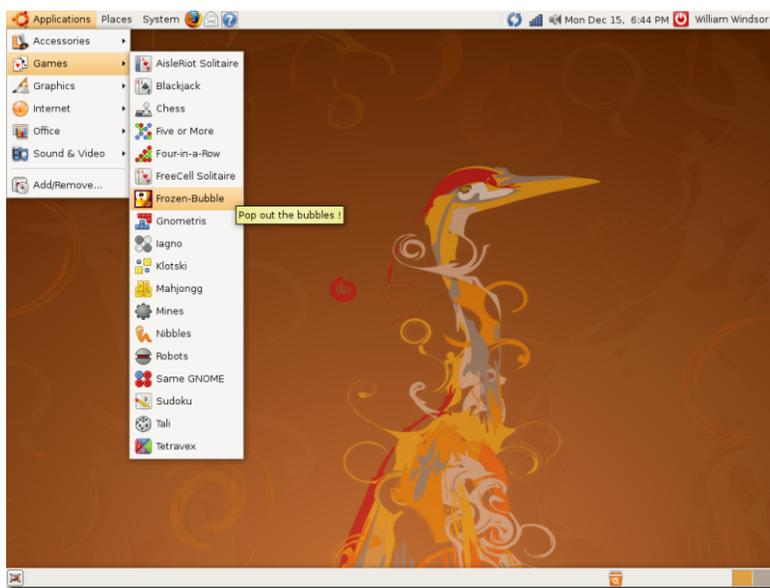 Applications Places System Mon Dec 15, 6:44 PM William Windsor
Accessories
Games
Graphics
Internet
Office
Sound & Video
Add/Remove...
AisleRiot Solitaire
Blackjack
Chess
Five or More
Four-in-a-Row
FreeCell Solitaire
Frozen-Bubble
Pop out the bubbles !
Gnometris
Iagno
Klotski
Mahjongg
Mines
Nibbles
Robots
Same GNOME
Sudoku
Tali
Tetravex